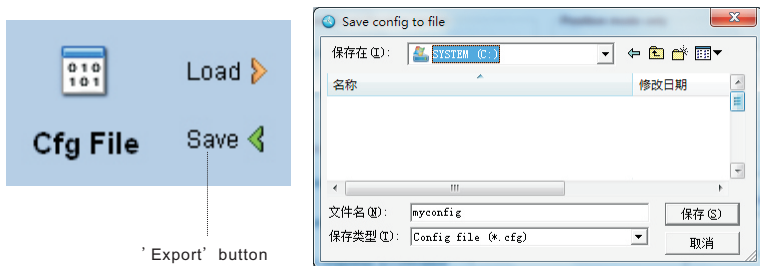 010
101
Load
Cfg File
Save
'Export' button
Save config to file
保存在(I):
SYSTEM (C:)
名称
修改日期
文件名(N):
myconfig
保存(S)
保存类型(T):
Config file (*.cfg)
取消